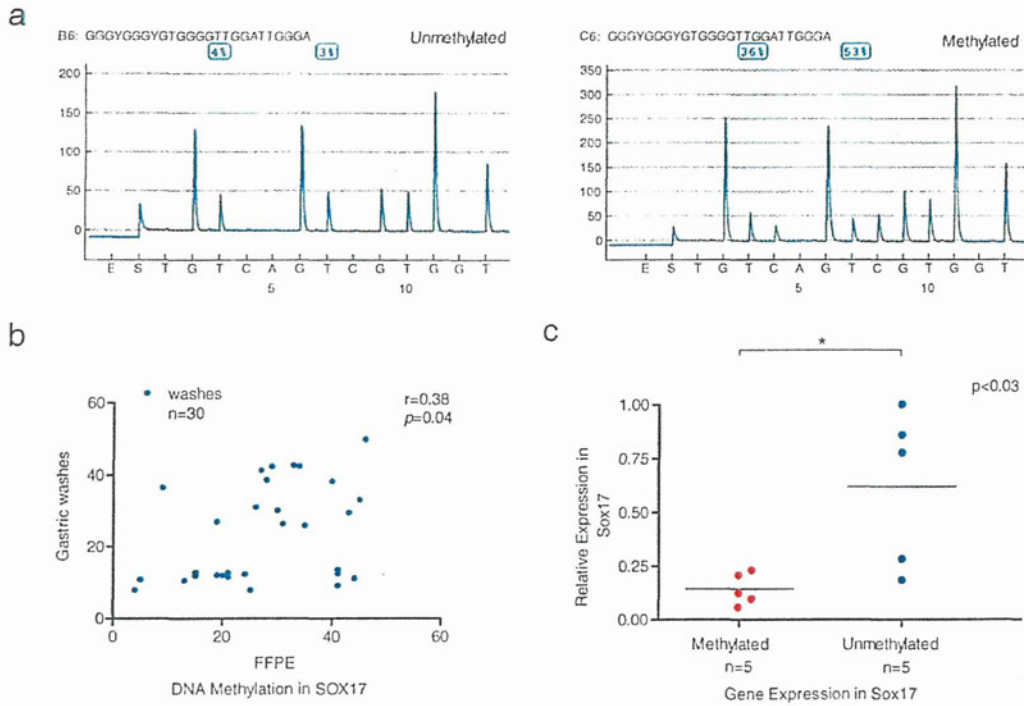 a
B6: GGGYGGGYGTGGGGTTGGATTGGGA
4%
3%
Unmethylated
200
150
100
50
0
E S T G T C A G T C G T G G T
5
10
C6: GGGYGGGYGTGGGGTTGGATTGGGA
36%
53%
Methylated
350
300
250
200
150
100
50
0
E S T G T C A G T C G T G G T
5
10
b
washes
n=30
r=0.38
p=0.04
60
40
20
0
Gastric washes
0 20 40 60
FFPE
DNA Methylation in SOX17
c
*
p<0.03
1.00
0.75
0.50
0.25
0.00
Relative Expression in
Sox17
Methylated
n=5
Unmethylated
n=5
Gene Expression in Sox17